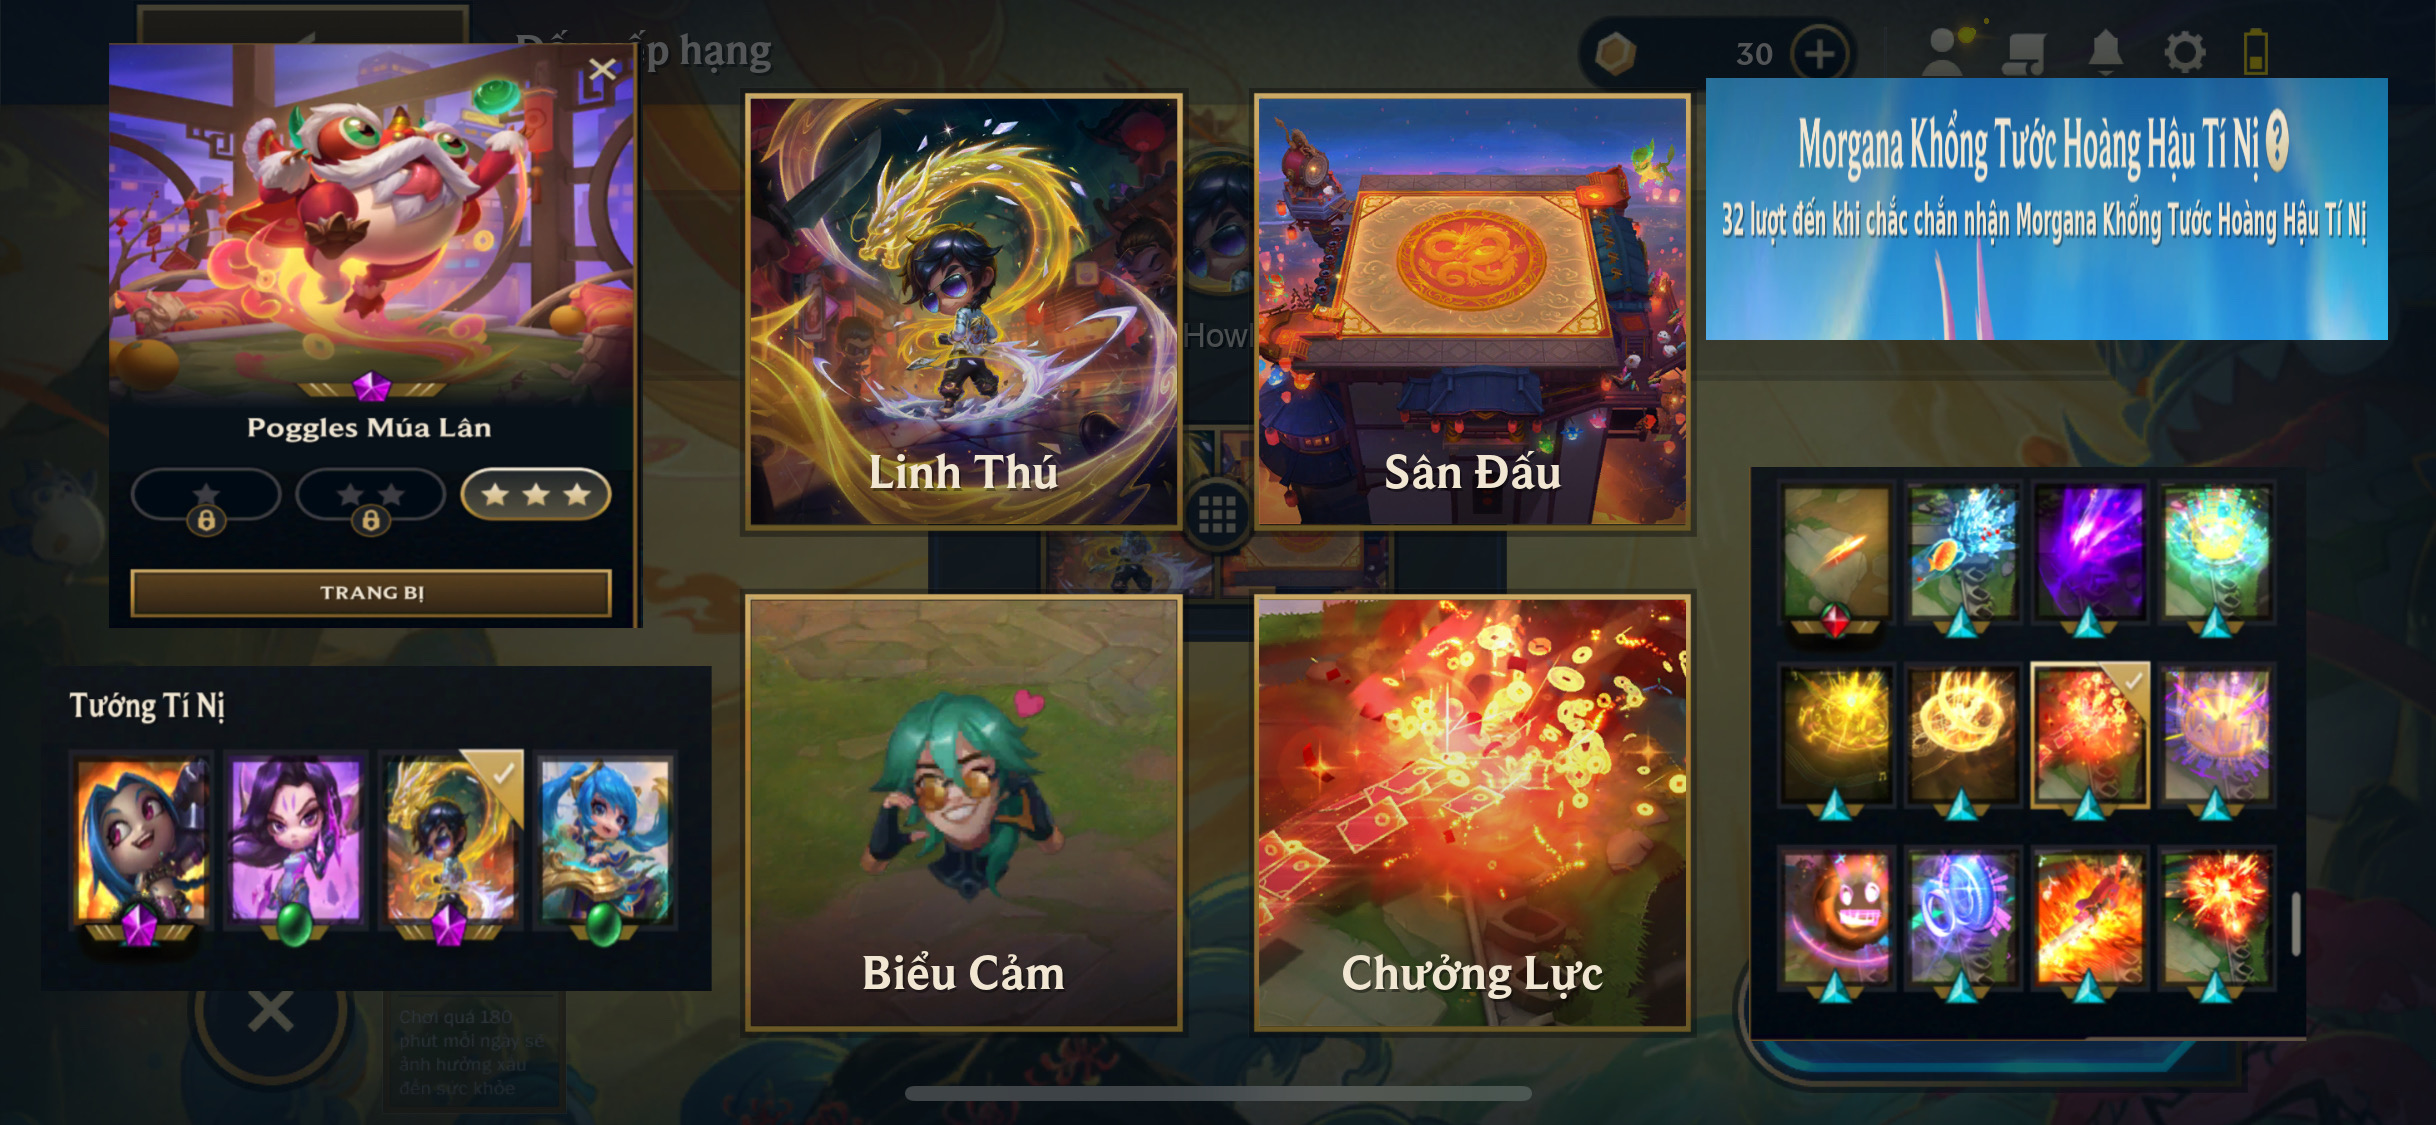 ếp hạng
30
Poggles Múa Lân
TRANG BỊ
Tướng Tí Nị
Linh Thú
Sân Đấu
Howl
Biểu Cảm
Chưởng Lực
Morgana Khổng Tước Hoàng Hậu Tí Nị ?
32 lượt đến khi chắc chắn nhận Morgana Khổng Tước Hoàng Hậu Tí Nị
Chơi quá 180
phút mỗi ngày sẽ
ảnh hưởng xấu
đến sức khỏe